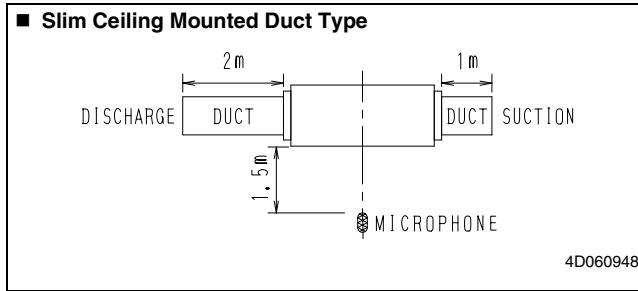 ■ Slim Ceiling Mounted Duct Type
2m 1m
DISCHARGE DUCT DUCT SUCTION
1.5m
MICROPHONE
4D060948